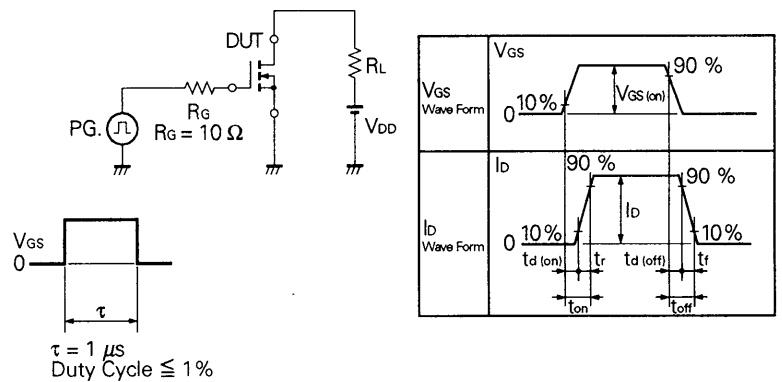 DUT
RL
RG
RG = 10 Ω
PG.
VDD
VGS
0
τ
τ = 1 μs
Duty Cycle ≦ 1%
VGS
Wave Form
VGS
90 %
VGS (on)
10 %
0
ID
Wave Form
ID
90 %
90 %
ID
10 %
10 %
0
td (on)
tr
td (off)
tf
ton
toff